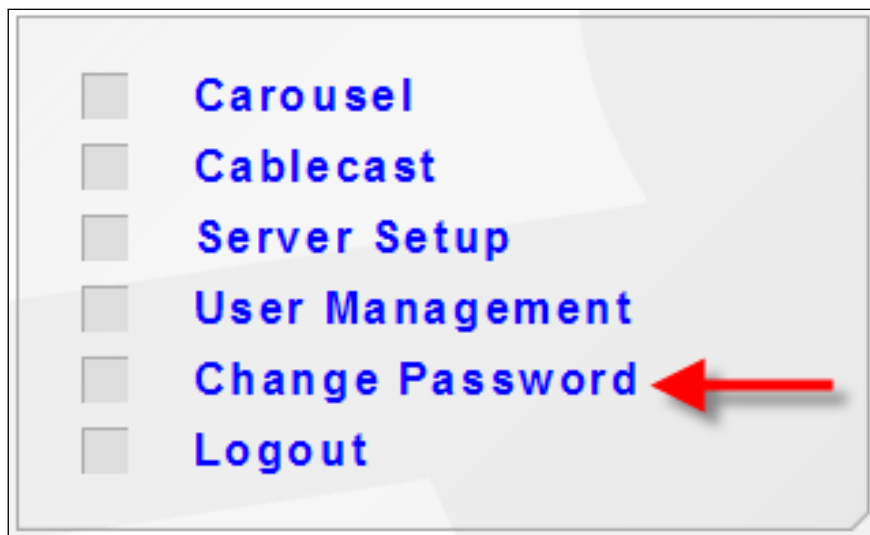 Carousel
Cablecast
Server Setup
User Management
Change Password
Logout